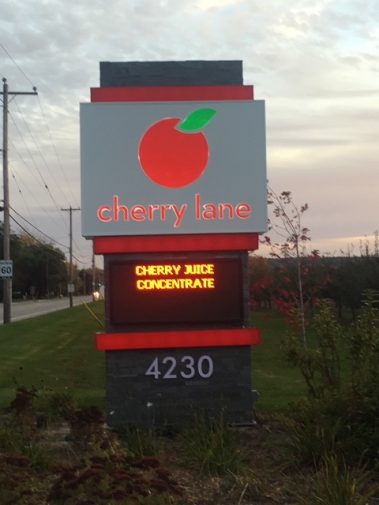 cherry lane
CHERRY JUICE
CONCENTRATE
4230
60